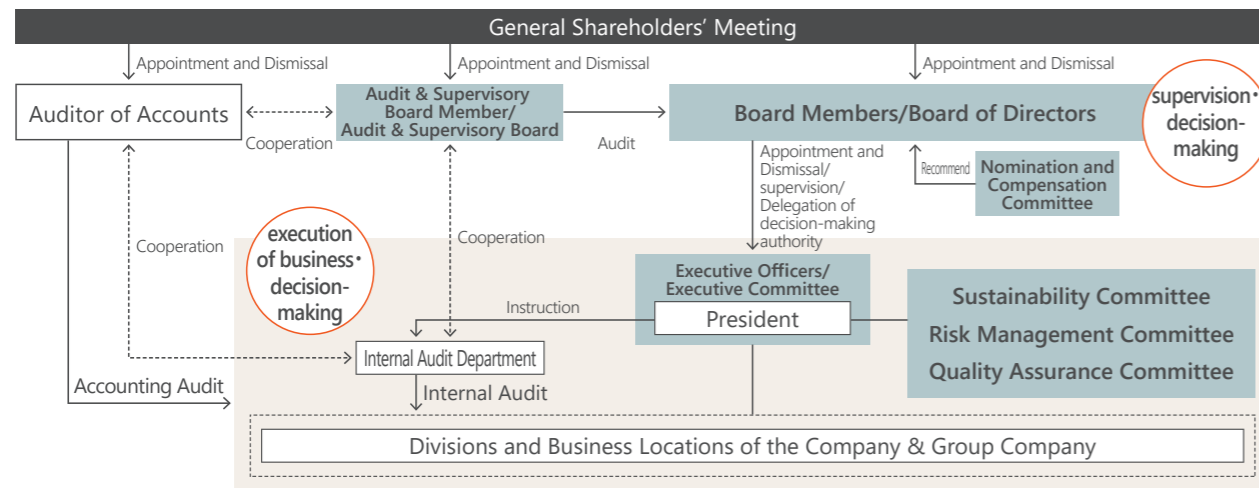 General Shareholders’ Meeting
Appointment and Dismissal
Appointment and Dismissal
Appointment and Dismissal
Auditor of Accounts
Cooperation
Audit & Supervisory
Board Member/
Audit & Supervisory Board
Audit
Board Members/Board of Directors
supervision・
decision-
making
Appointment and
Dismissal/
supervision/
Delegation of
decision-making
authority
Recommend
Nomination and
Compensation
Committee
Cooperation
execution
of business・
decision-
making
Cooperation
Executive Officers/
Executive Committee
President
Instruction
Internal Audit Department
Sustainability Committee
Risk Management Committee
Quality Assurance Committee
Accounting Audit
Internal Audit
Divisions and Business Locations of the Company & Group Company